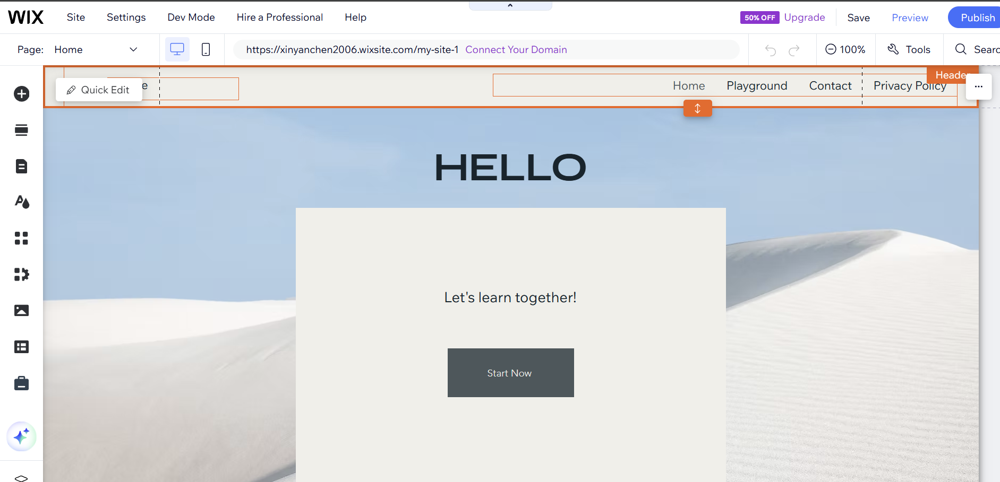 WIX Site Settings Dev Mode Hire a Professional Help 50% OFF Upgrade Save Preview Publish
Page: Home https://xinyanchen2006.wixsite.com/my-site-1 Connect Your Domain 100% Tools
Header
Quick Edit Home Playground Contact Privacy Policy
HELLO
Let's learn together!
Start Now